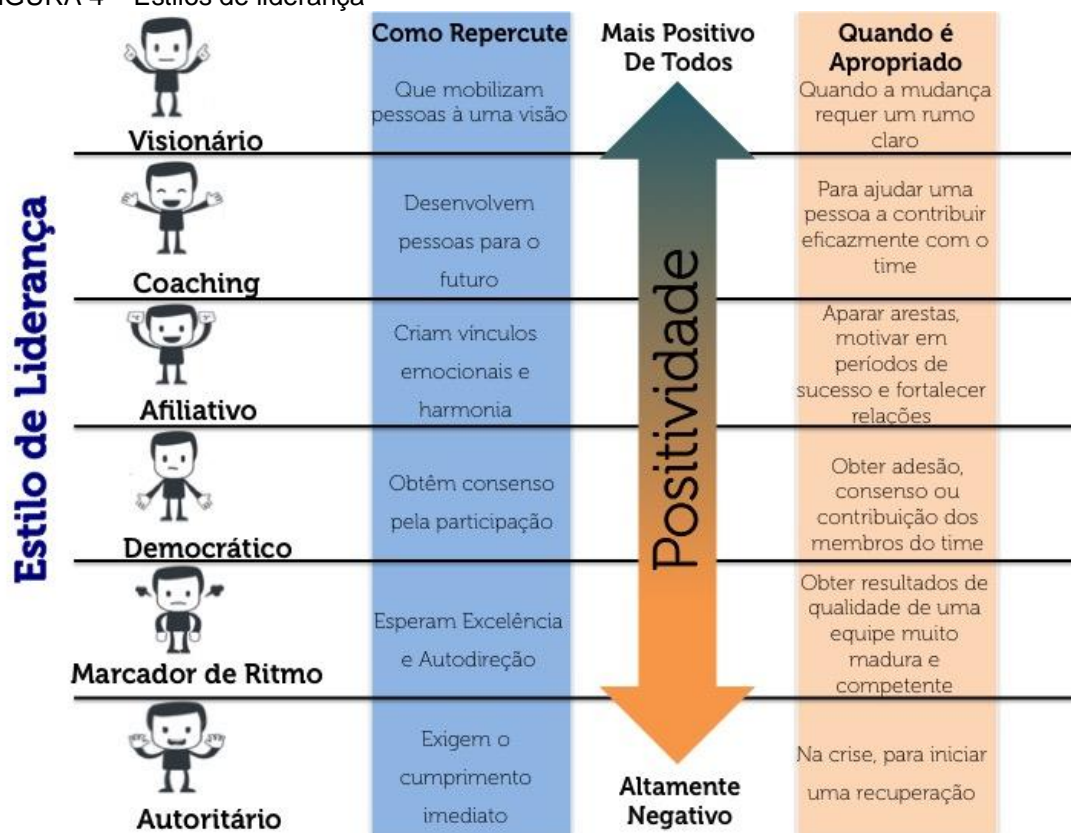 FIGURA 4 – Estilos de liderança
Como Repercute
Mais Positivo
De Todos
Quando é
Apropriado
Estilo de Liderança
Positividade
Visionário
Que mobilizam
pessoas à uma visão
Quando a mudança
requer um rumo
claro
Coaching
Desenvolvem
pessoas para o
futuro
Para ajudar uma
pessoa a contribuir
eficazmente com o
time
Afiliativo
Criam vínculos
emocionais e
harmonia
Aparar arestas,
motivar em
períodos de
sucesso e fortalecer
relações
Democrático
Obtêm consenso
pela participação
Obter adesão,
consenso ou
contribuição dos
membros do time
Marcador de Ritmo
Esperam Excelência
e Autodireção
Obter resultados de
qualidade de uma
equipe muito
madura e
competente
Autoritário
Exigem o
cumprimento
imediato
Altamente
Negativo
Na crise, para iniciar
uma recuperação